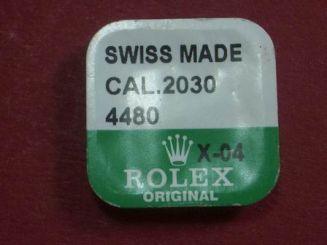 SWISS MADE
CAL.2030
4480
X-04
ROLEX
ORIGINAL